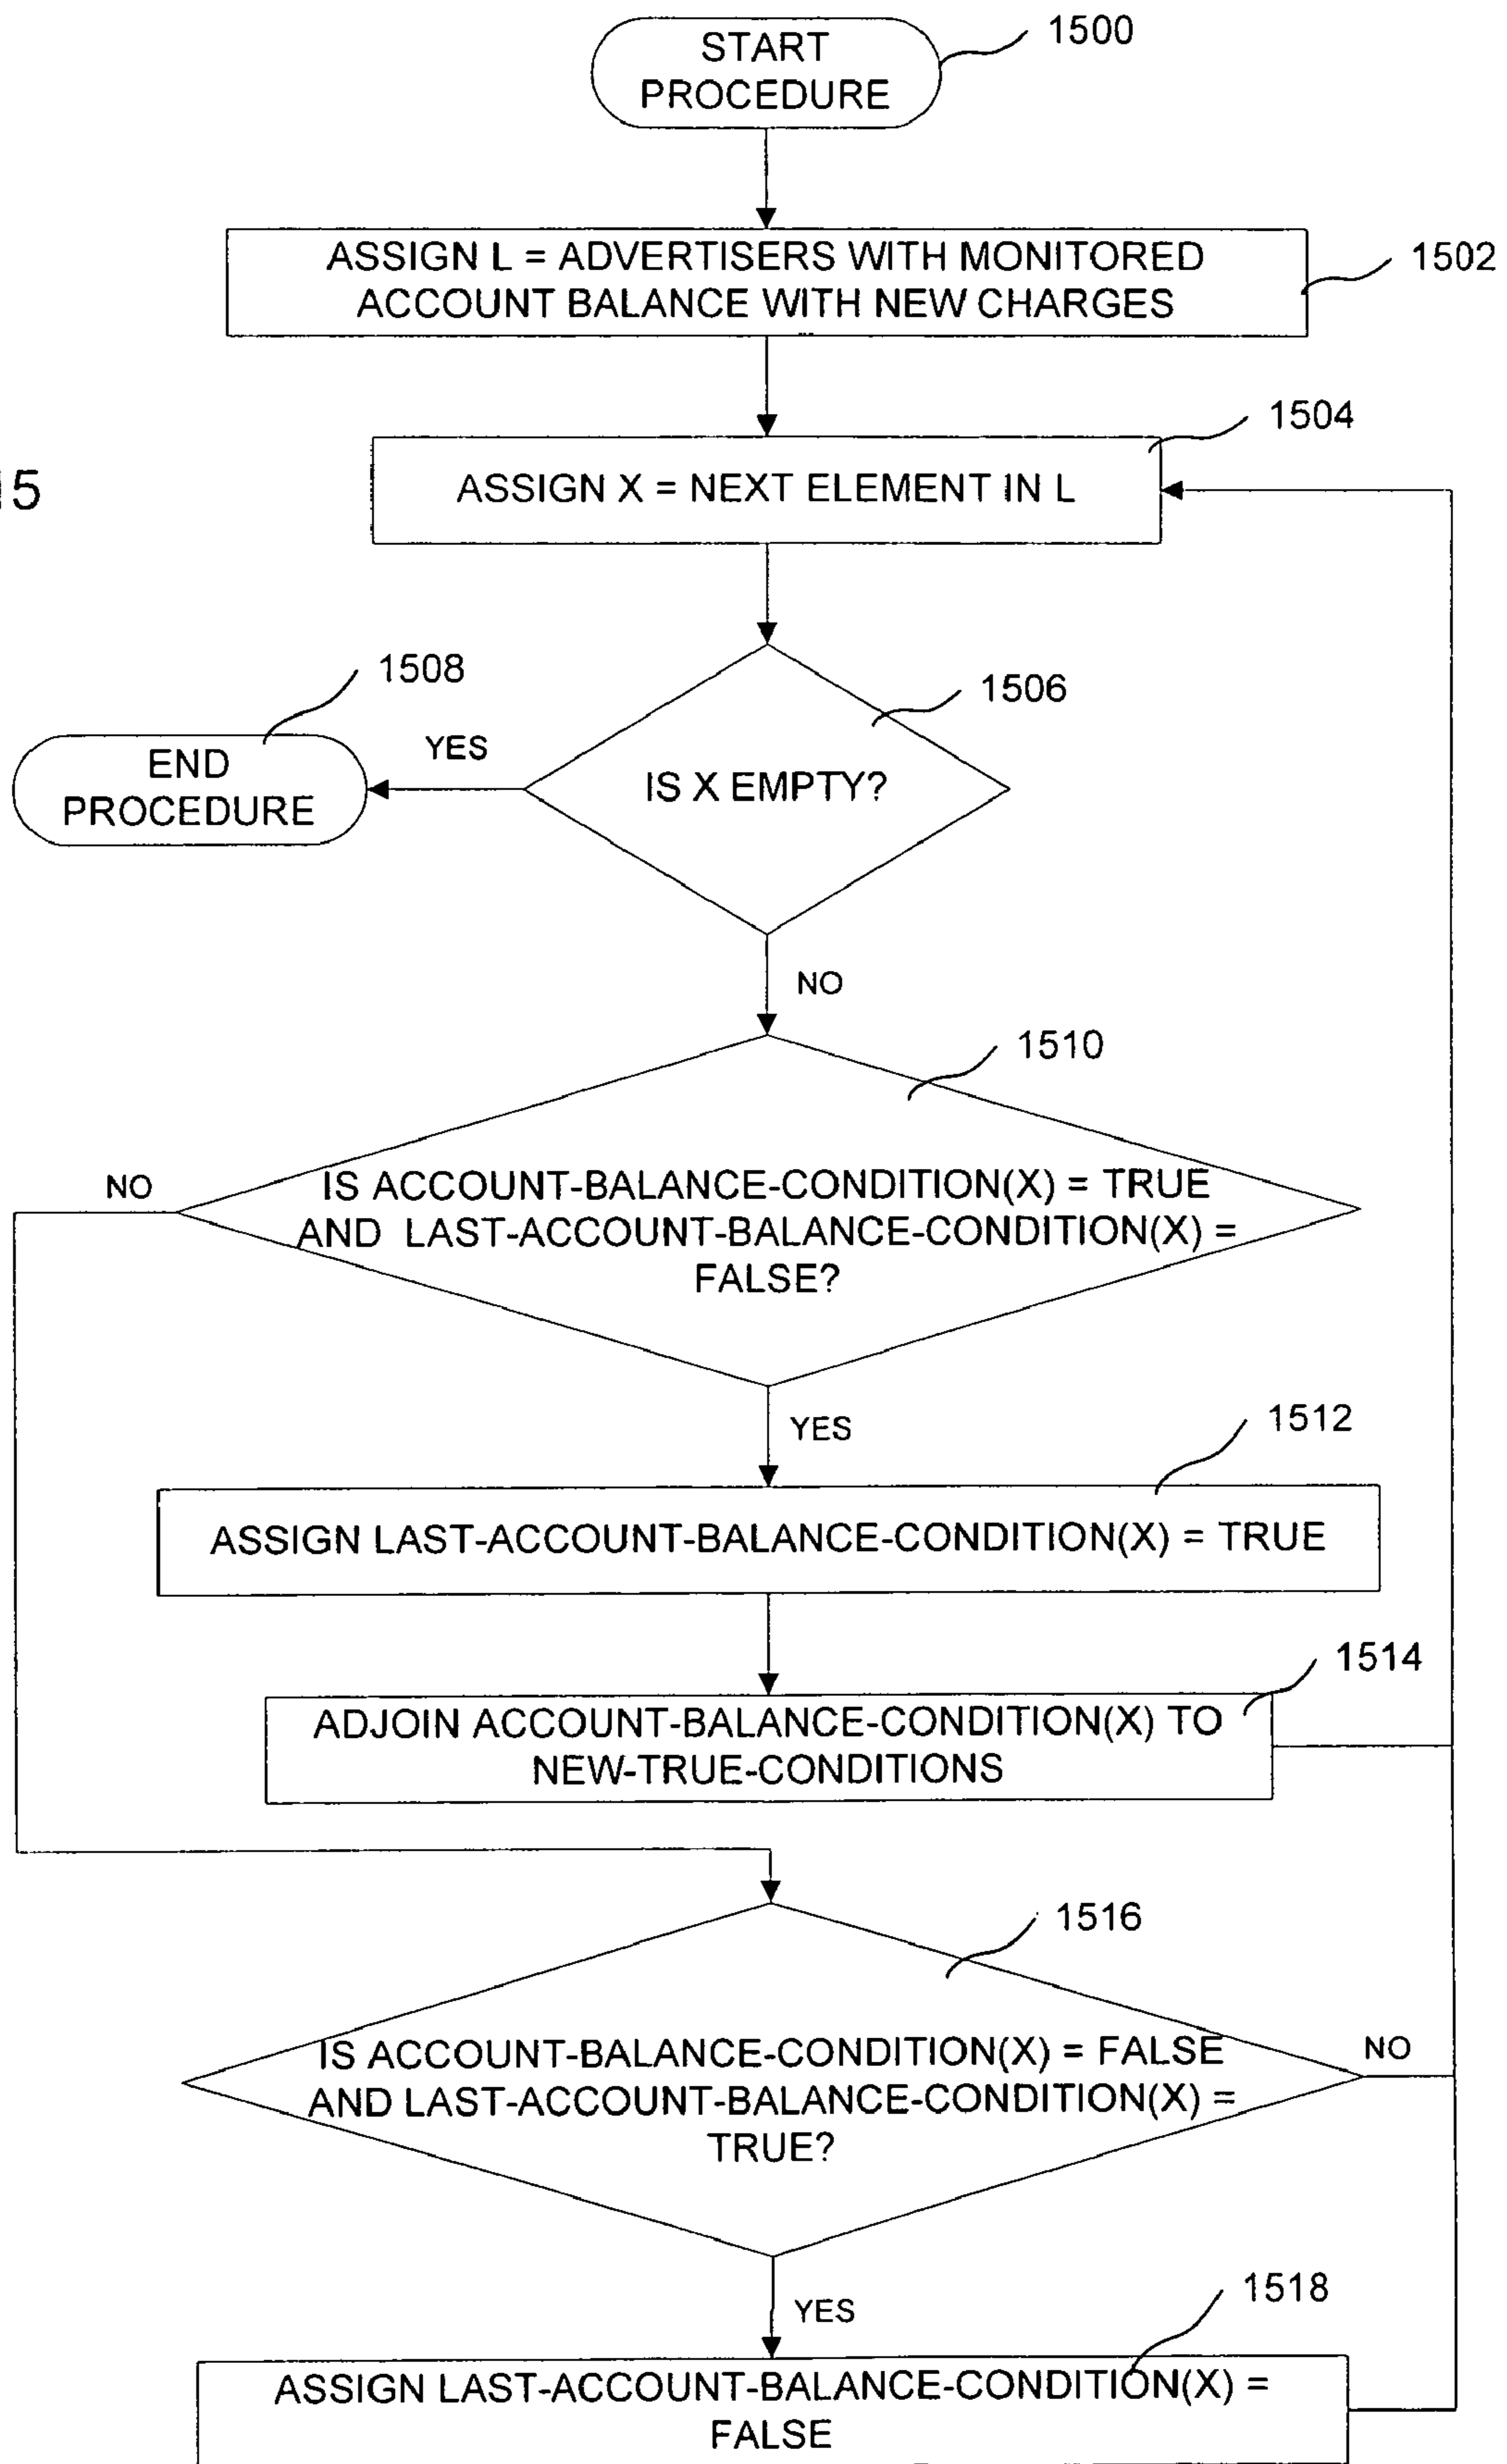 START
PROCEDURE
1500
ASSIGN L = ADVERTISERS WITH MONITORED
ACCOUNT BALANCE WITH NEW CHARGES
1502
1504
ASSIGN X = NEXT ELEMENT IN L
5
1508
END
PROCEDURE
YES
1506
IS X EMPTY?
NO
1510
NO
IS ACCOUNT-BALANCE-CONDITION(X) = TRUE
AND LAST-ACCOUNT-BALANCE-CONDITION(X) =
FALSE?
YES
1512
ASSIGN LAST-ACCOUNT-BALANCE-CONDITION(X) = TRUE
1514
ADJOIN ACCOUNT-BALANCE-CONDITION(X) TO
NEW-TRUE-CONDITIONS
1516
IS ACCOUNT-BALANCE-CONDITION(X) = FALSE
AND LAST-ACCOUNT-BALANCE-CONDITION(X) =
TRUE?
NO
YES
1518
ASSIGN LAST-ACCOUNT-BALANCE-CONDITION(X) =
FALSE